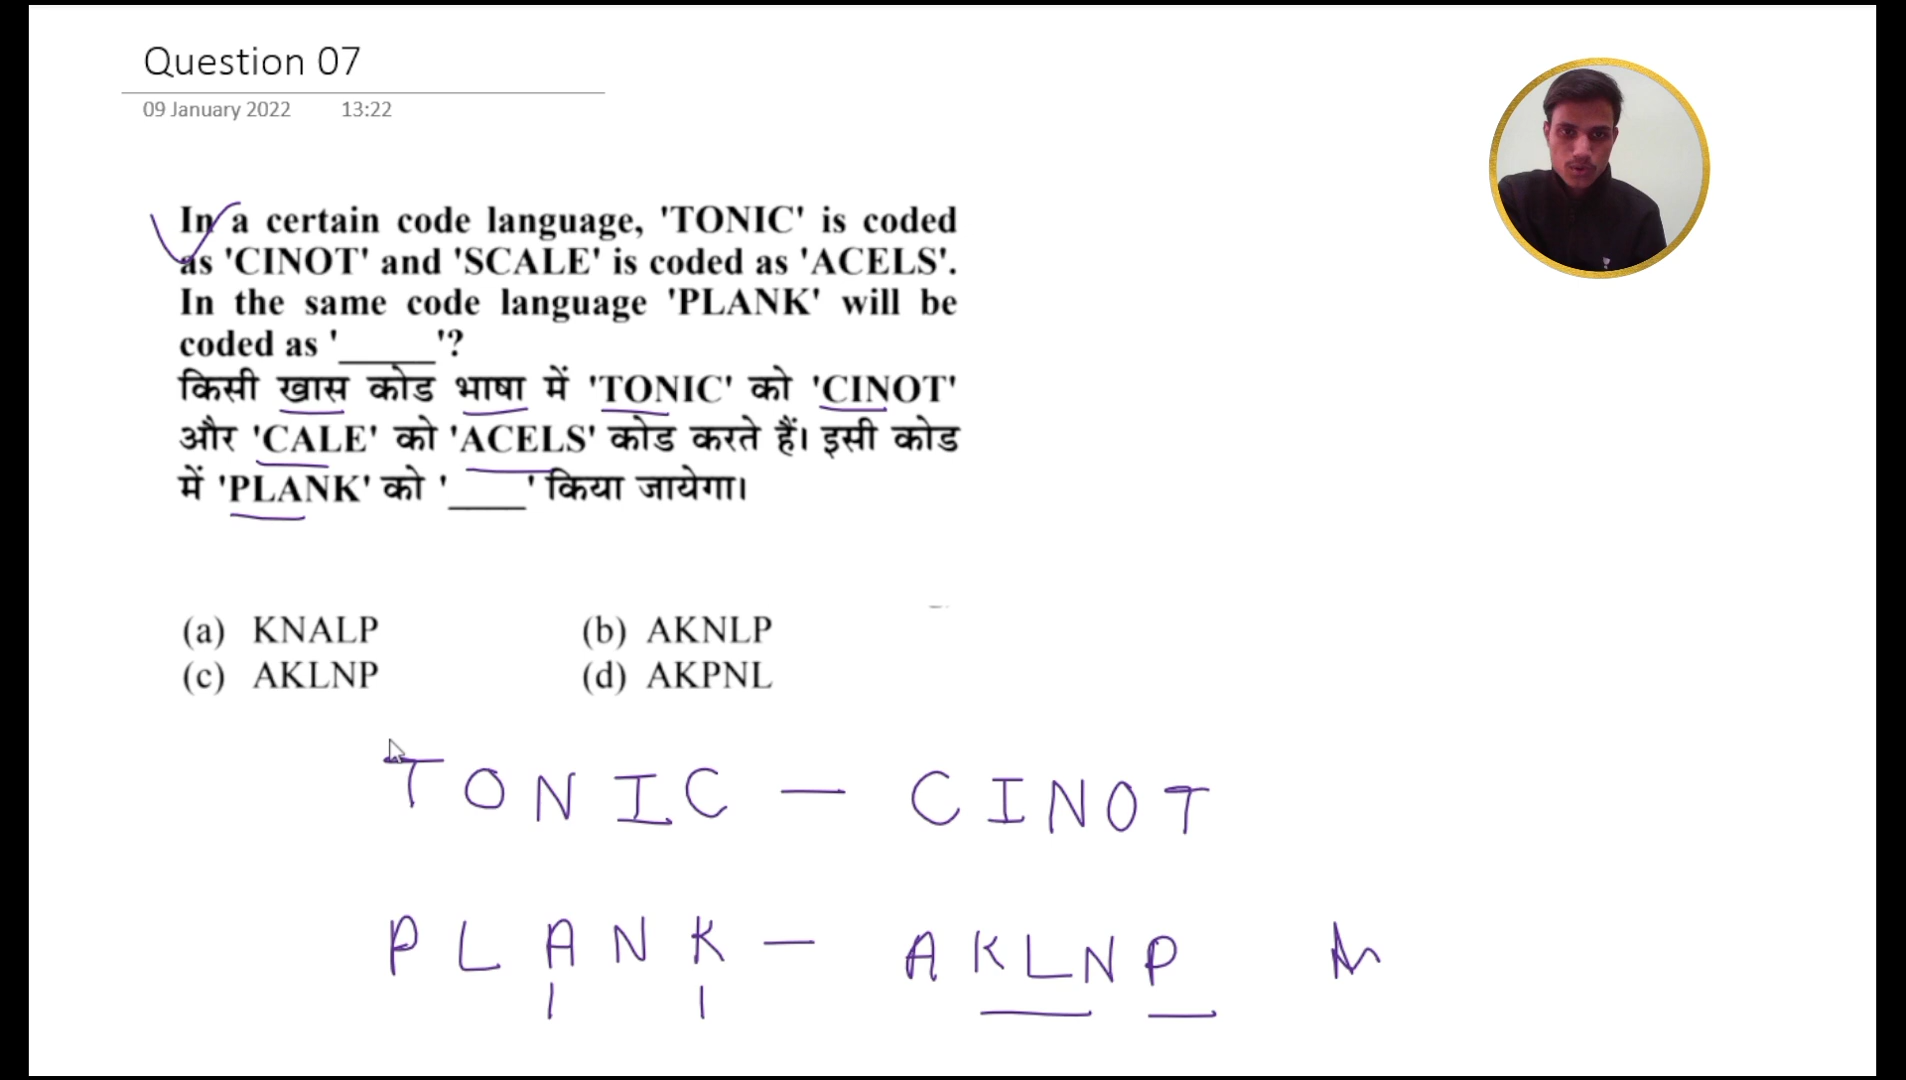 Question 07
09 January 2022 13:22
In a certain code language, 'TONIC' is coded
as 'CINOT' and 'SCALE' is coded as 'ACELS'.
In the same code language 'PLANK' will be
coded as '_____'?
किसी खास कोड भाषा में 'TONIC' को 'CINOT'
और 'CALE' को 'ACELS' कोड करते हैं। इसी कोड
में 'PLANK' को '____' किया जायेगा।
(a) KNALP (b) AKNLP
(c) AKLNP (d) AKPNL
TONIC — CINOT
PLANK — AKLNP